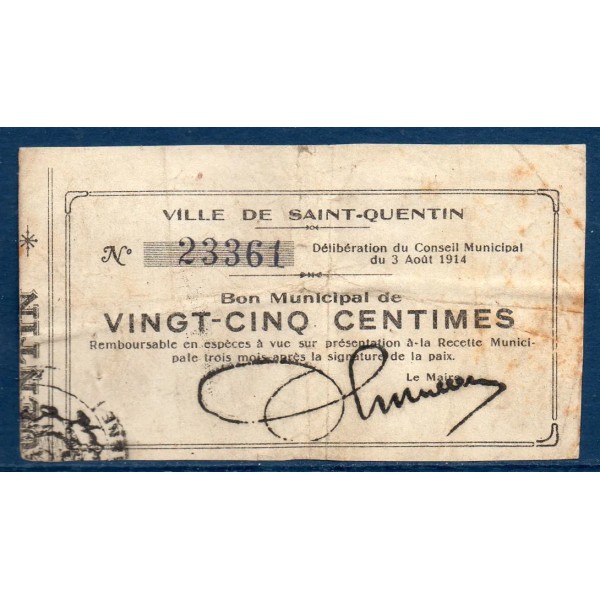 VILLE DE SAINT-QUENTIN
N° 23361
Délibération du Conseil Municipal
du 3 Août 1914
Bon Municipal de
VINGT-CINQ CENTIMES
Remboursable en espèces à vue sur présentation à-la Recette Munici-
pale trois mois après la signature de la paix.
Le Maire
ENTIN